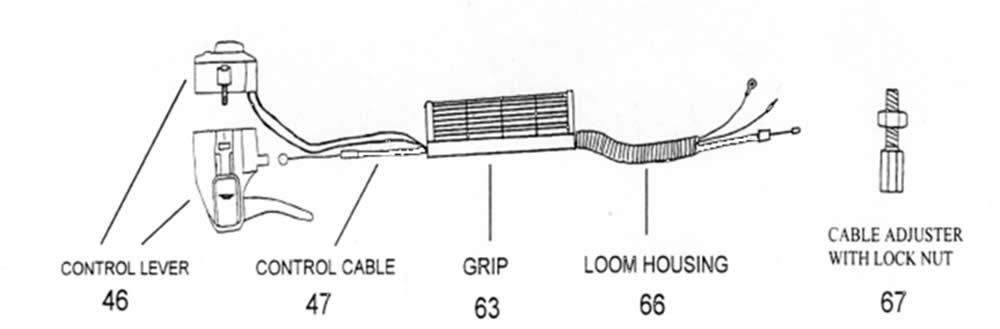 CONTROL LEVER
46
CONTROL CABLE
47
GRIP
63
LOOM HOUSING
66
CABLE ADJUSTER
WITH LOCK NUT
67